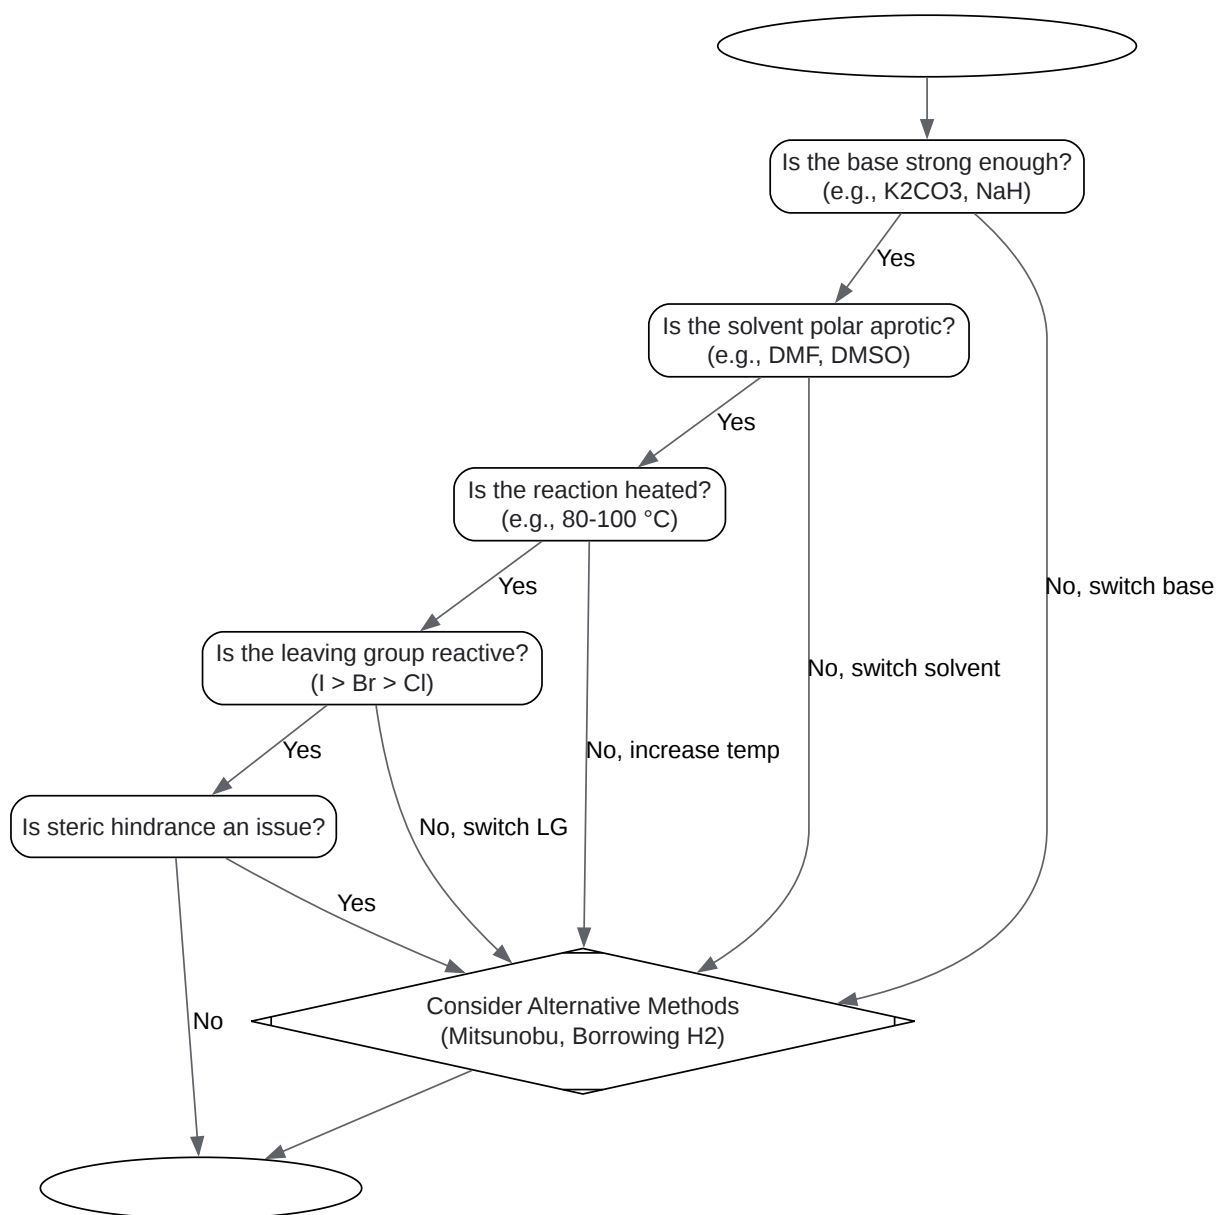 Is the base strong enough?
(e.g., K2CO3, NaH)
Yes
Is the solvent polar aprotic?
(e.g., DMF, DMSO)
Yes
Is the reaction heated?
(e.g., 80-100 °C)
Yes
No, switch base
Is the leaving group reactive?
(I > Br > Cl)
No, switch solvent
Yes
No, increase temp
Is steric hindrance an issue?
No, switch LG
Yes
Consider Alternative Methods
(Mitsunobu, Borrowing H2)
No